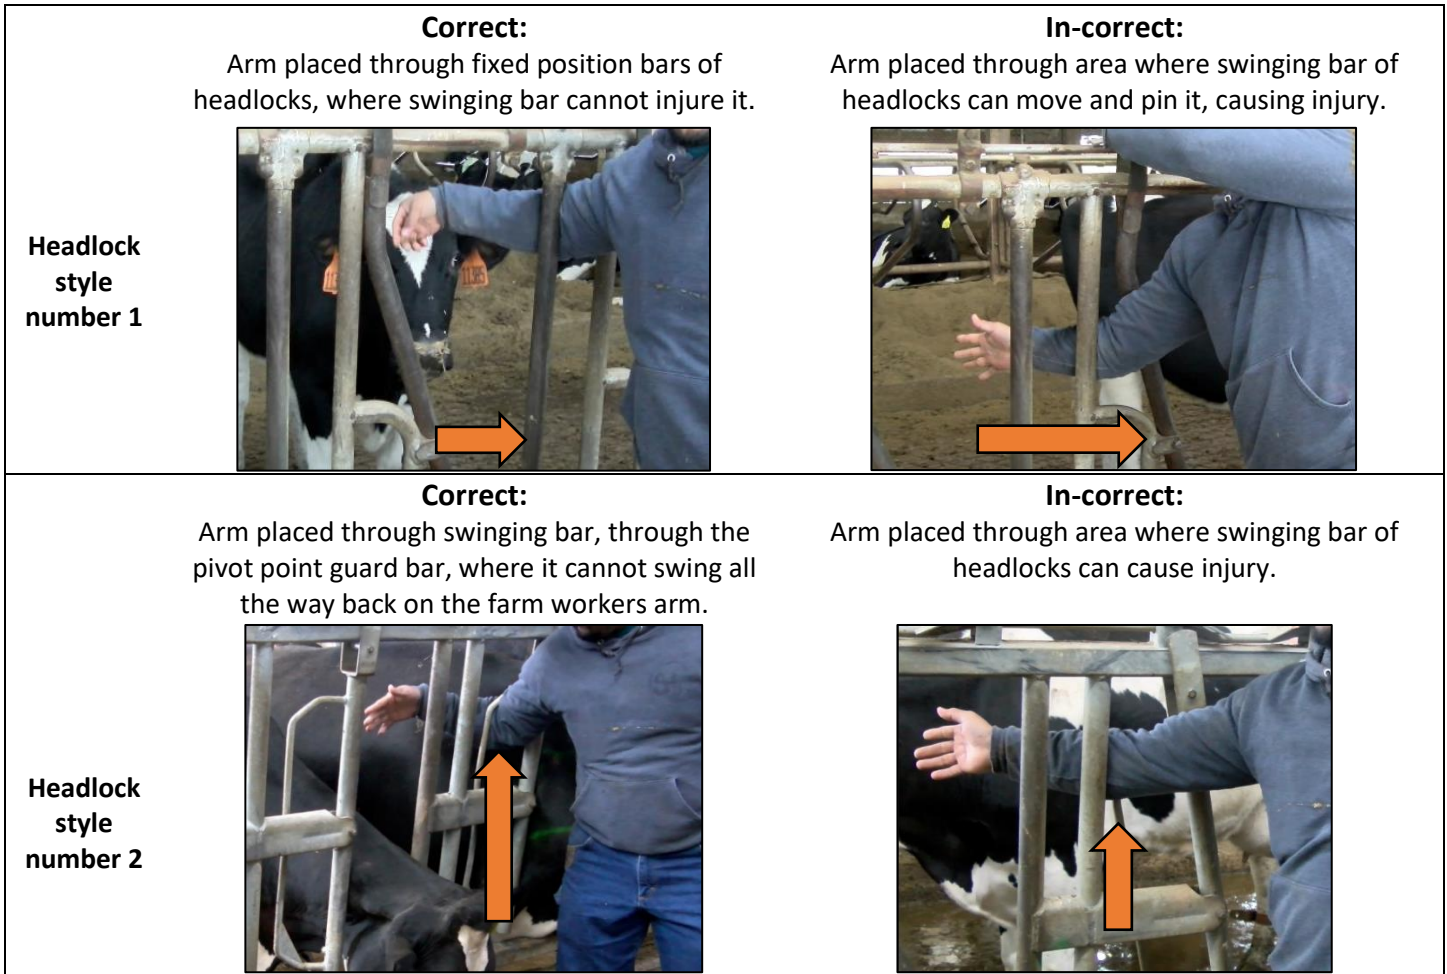 Correct:
Arm placed through fixed position bars of
headlocks, where swinging bar cannot injure it.
In-correct:
Arm placed through area where swinging bar of
headlocks can move and pin it, causing injury.
Headlock
style
number 1
11385
Correct:
Arm placed through swinging bar, through the
pivot point guard bar, where it cannot swing all
the way back on the farm workers arm.
In-correct:
Arm placed through area where swinging bar of
headlocks can cause injury.
Headlock
style
number 2